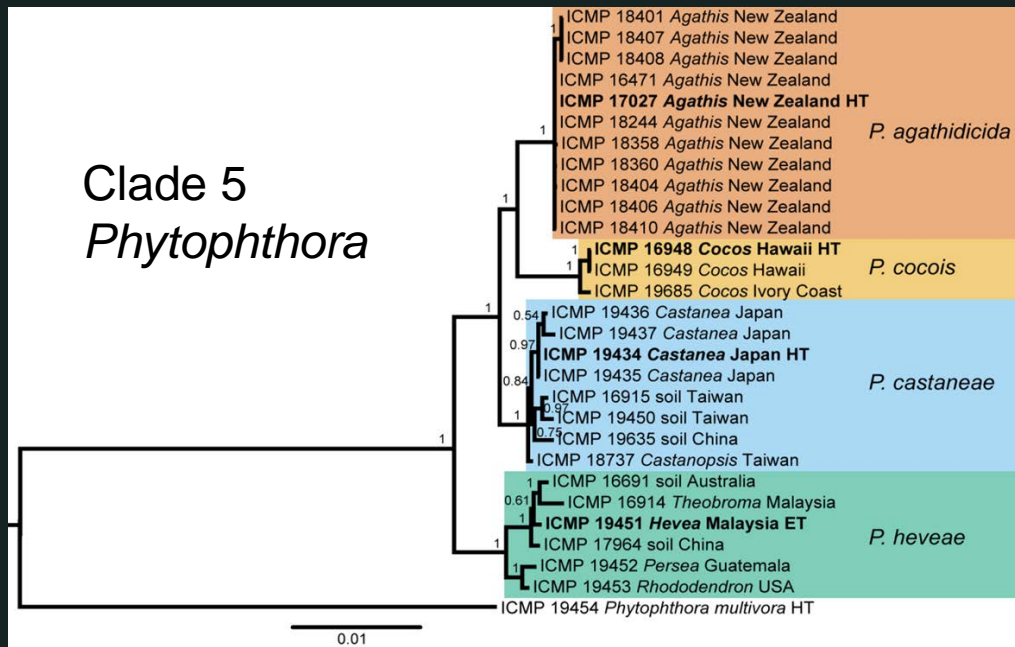 Clade 5
Phytophthora
1
ICMP 18401 Agathis New Zealand
ICMP 18407 Agathis New Zealand
ICMP 18408 Agathis New Zealand
ICMP 16471 Agathis New Zealand
ICMP 17027 Agathis New Zealand HT
1
ICMP 18244 Agathis New Zealand
P. agathidicida
ICMP 18358 Agathis New Zealand
ICMP 18360 Agathis New Zealand
ICMP 18404 Agathis New Zealand
1
ICMP 18406 Agathis New Zealand
ICMP 18410 Agathis New Zealand
1
ICMP 16948 Cocos Hawaii HT
1
ICMP 16949 Cocos Hawaii
P. cocois
ICMP 19685 Cocos Ivory Coast
1
0.54
ICMP 19436 Castanea Japan
ICMP 19437 Castanea Japan
0.97
ICMP 19434 Castanea Japan HT
0.84
ICMP 19435 Castanea Japan
P. castaneae
ICMP 16915 soil Taiwan
0.97
1
ICMP 19450 soil Taiwan
0.75
ICMP 19635 soil China
1
ICMP 18737 Castanopsis Taiwan
1
ICMP 16691 soil Australia
0.61
ICMP 16914 Theobroma Malaysia
1
ICMP 19451 Hevea Malaysia ET
P. heveae
1
ICMP 17964 soil China
1
ICMP 19452 Persea Guatemala
ICMP 19453 Rhododendron USA
ICMP 19454 Phytophthora multivora HT
0.01